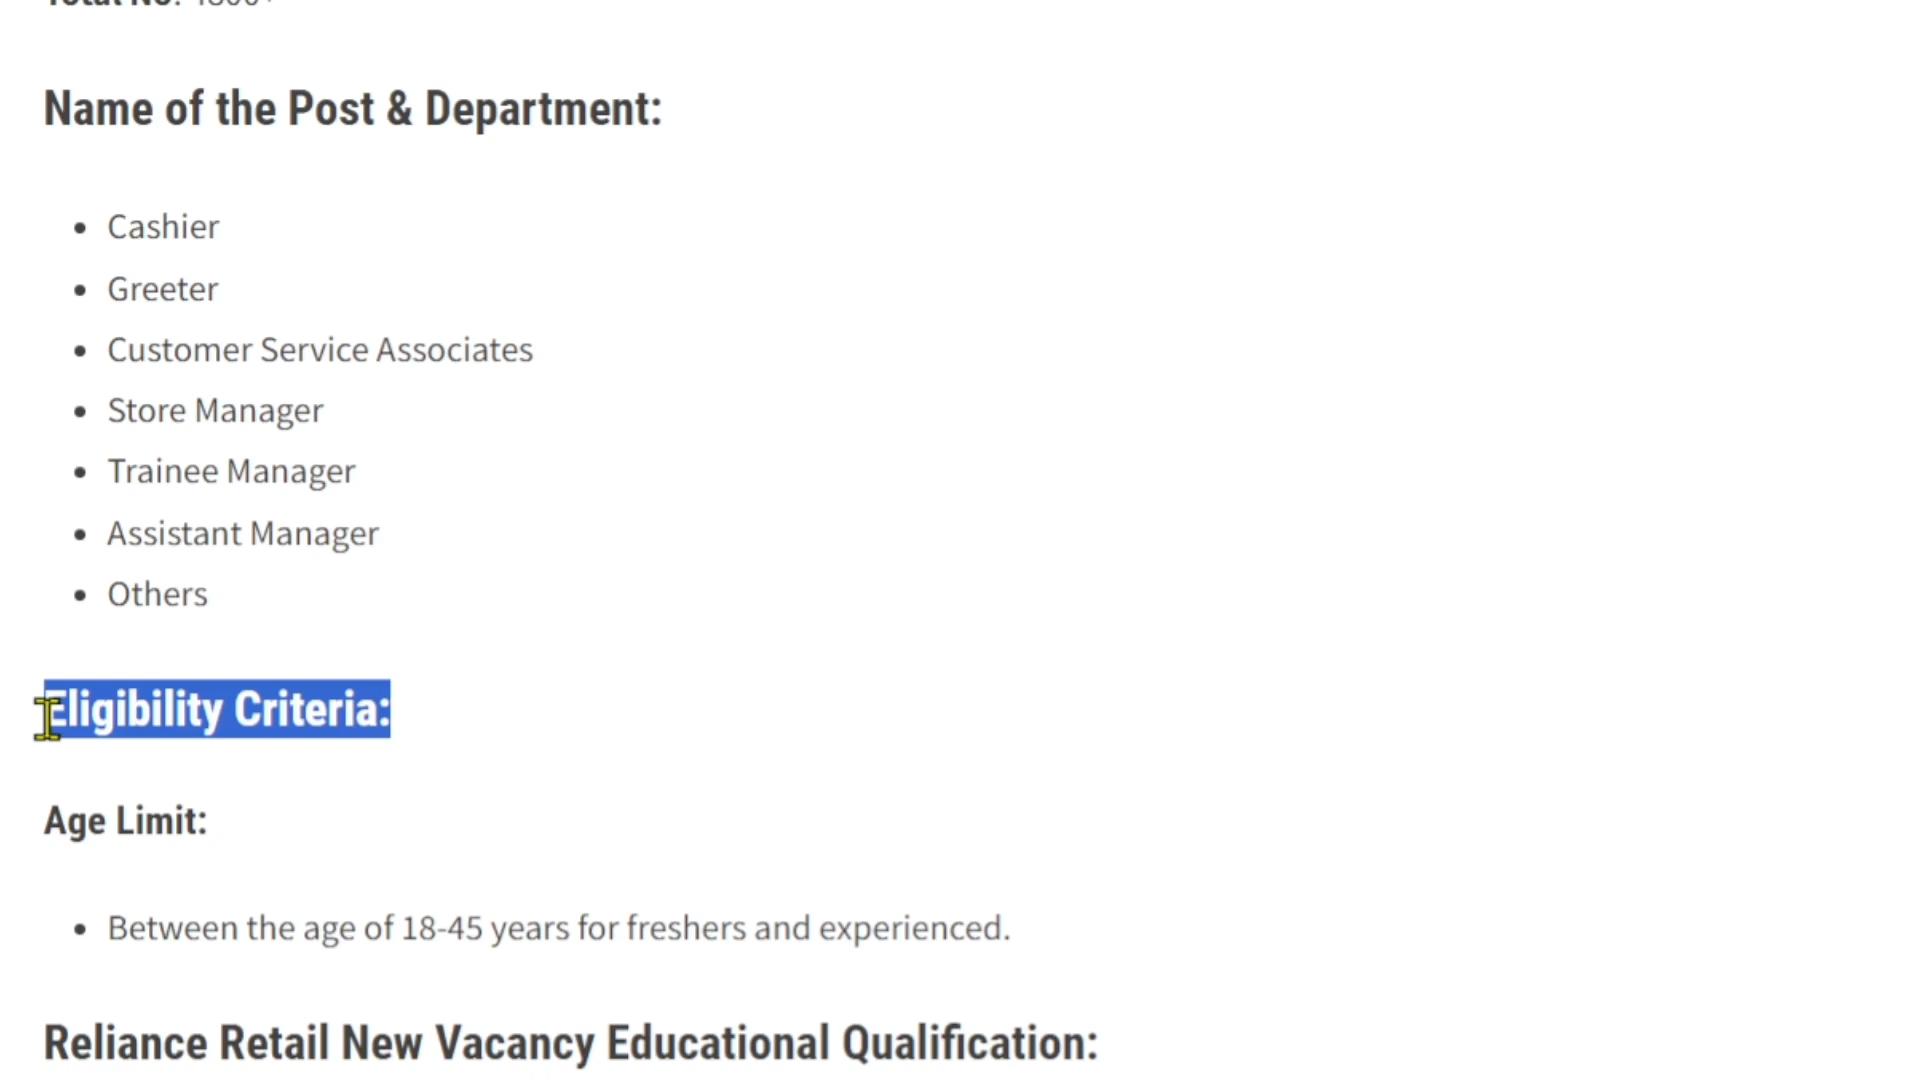 Name of the Post & Department:
Cashier
Greeter
Customer Service Associates
Store Manager
Trainee Manager
Assistant Manager
Others
Eligibility Criteria:
Age Limit:
Between the age of 18-45 years for freshers and experienced.
Reliance Retail New Vacancy Educational Qualification: